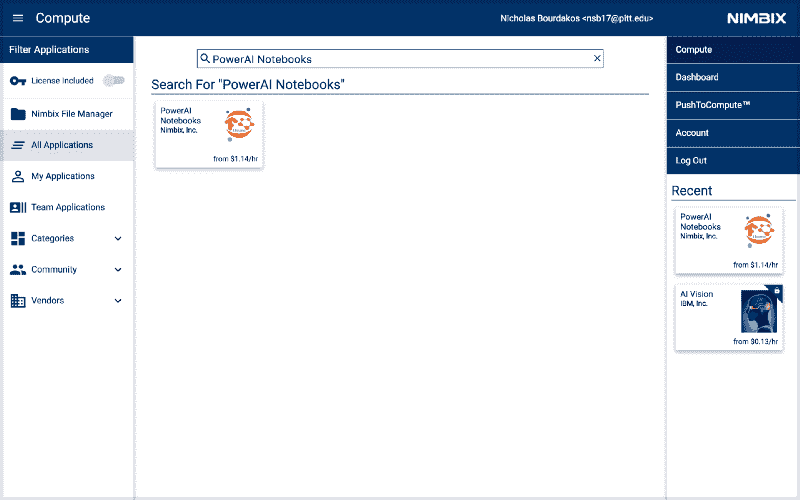 Compute
Nicholas Bourdakos <nsb17@pitt.edu>
NIMBIX
Filter Applications
License Included
Nimbix File Manager
All Applications
My Applications
Team Applications
Categories
Community
Vendors
PowerAI Notebooks
Search For "PowerAI Notebooks"
PowerAI
Notebooks
Nimbix, Inc.
from $1.14/hr
Compute
Dashboard
PushToCompute™
Account
Log Out
Recent
PowerAI
Notebooks
Nimbix, Inc.
from $1.14/hr
AI Vision
IBM, Inc.
from $0.13/hr